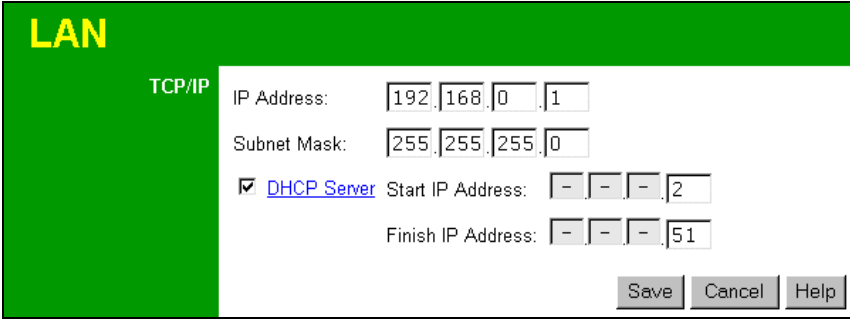 LAN
TCP/IP
IP Address: 192.168.0.1
Subnet Mask: 255.255.255.0
DHCP Server Start IP Address: -.-.-.2
Finish IP Address: -.-.-.51
Save Cancel Help